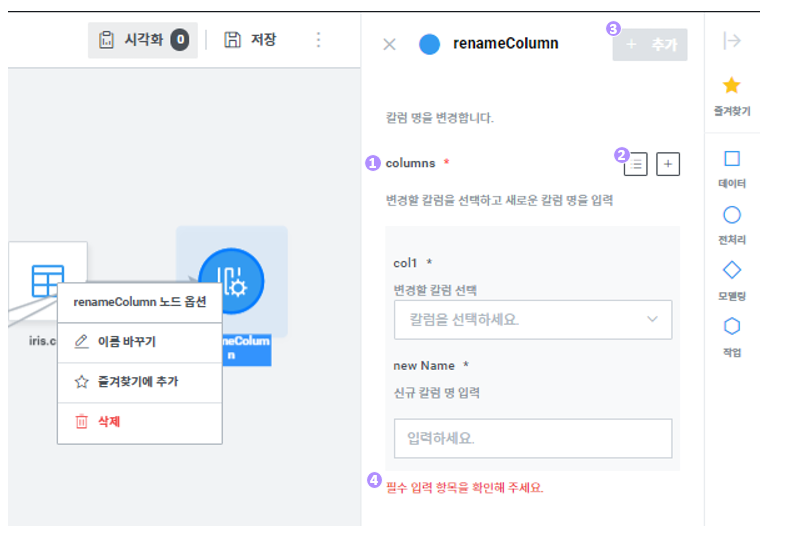 시각화 0
저장
renameColumn
3
+ 추가
칼럼 명을 변경합니다.
1 columns *
2
변경할 칼럼을 선택하고 새로운 칼럼 명을 입력
col1 *
변경할 칼럼 선택
칼럼을 선택하세요.
new Name *
신규 칼럼 명 입력
입력하세요.
4 필수 입력 항목을 확인해 주세요.
iris.c
neColum
n
renameColumn 노드 옵션
이름 바꾸기
즐겨찾기에 추가
삭제
즐겨찾기
데이터
전처리
모델링
작업